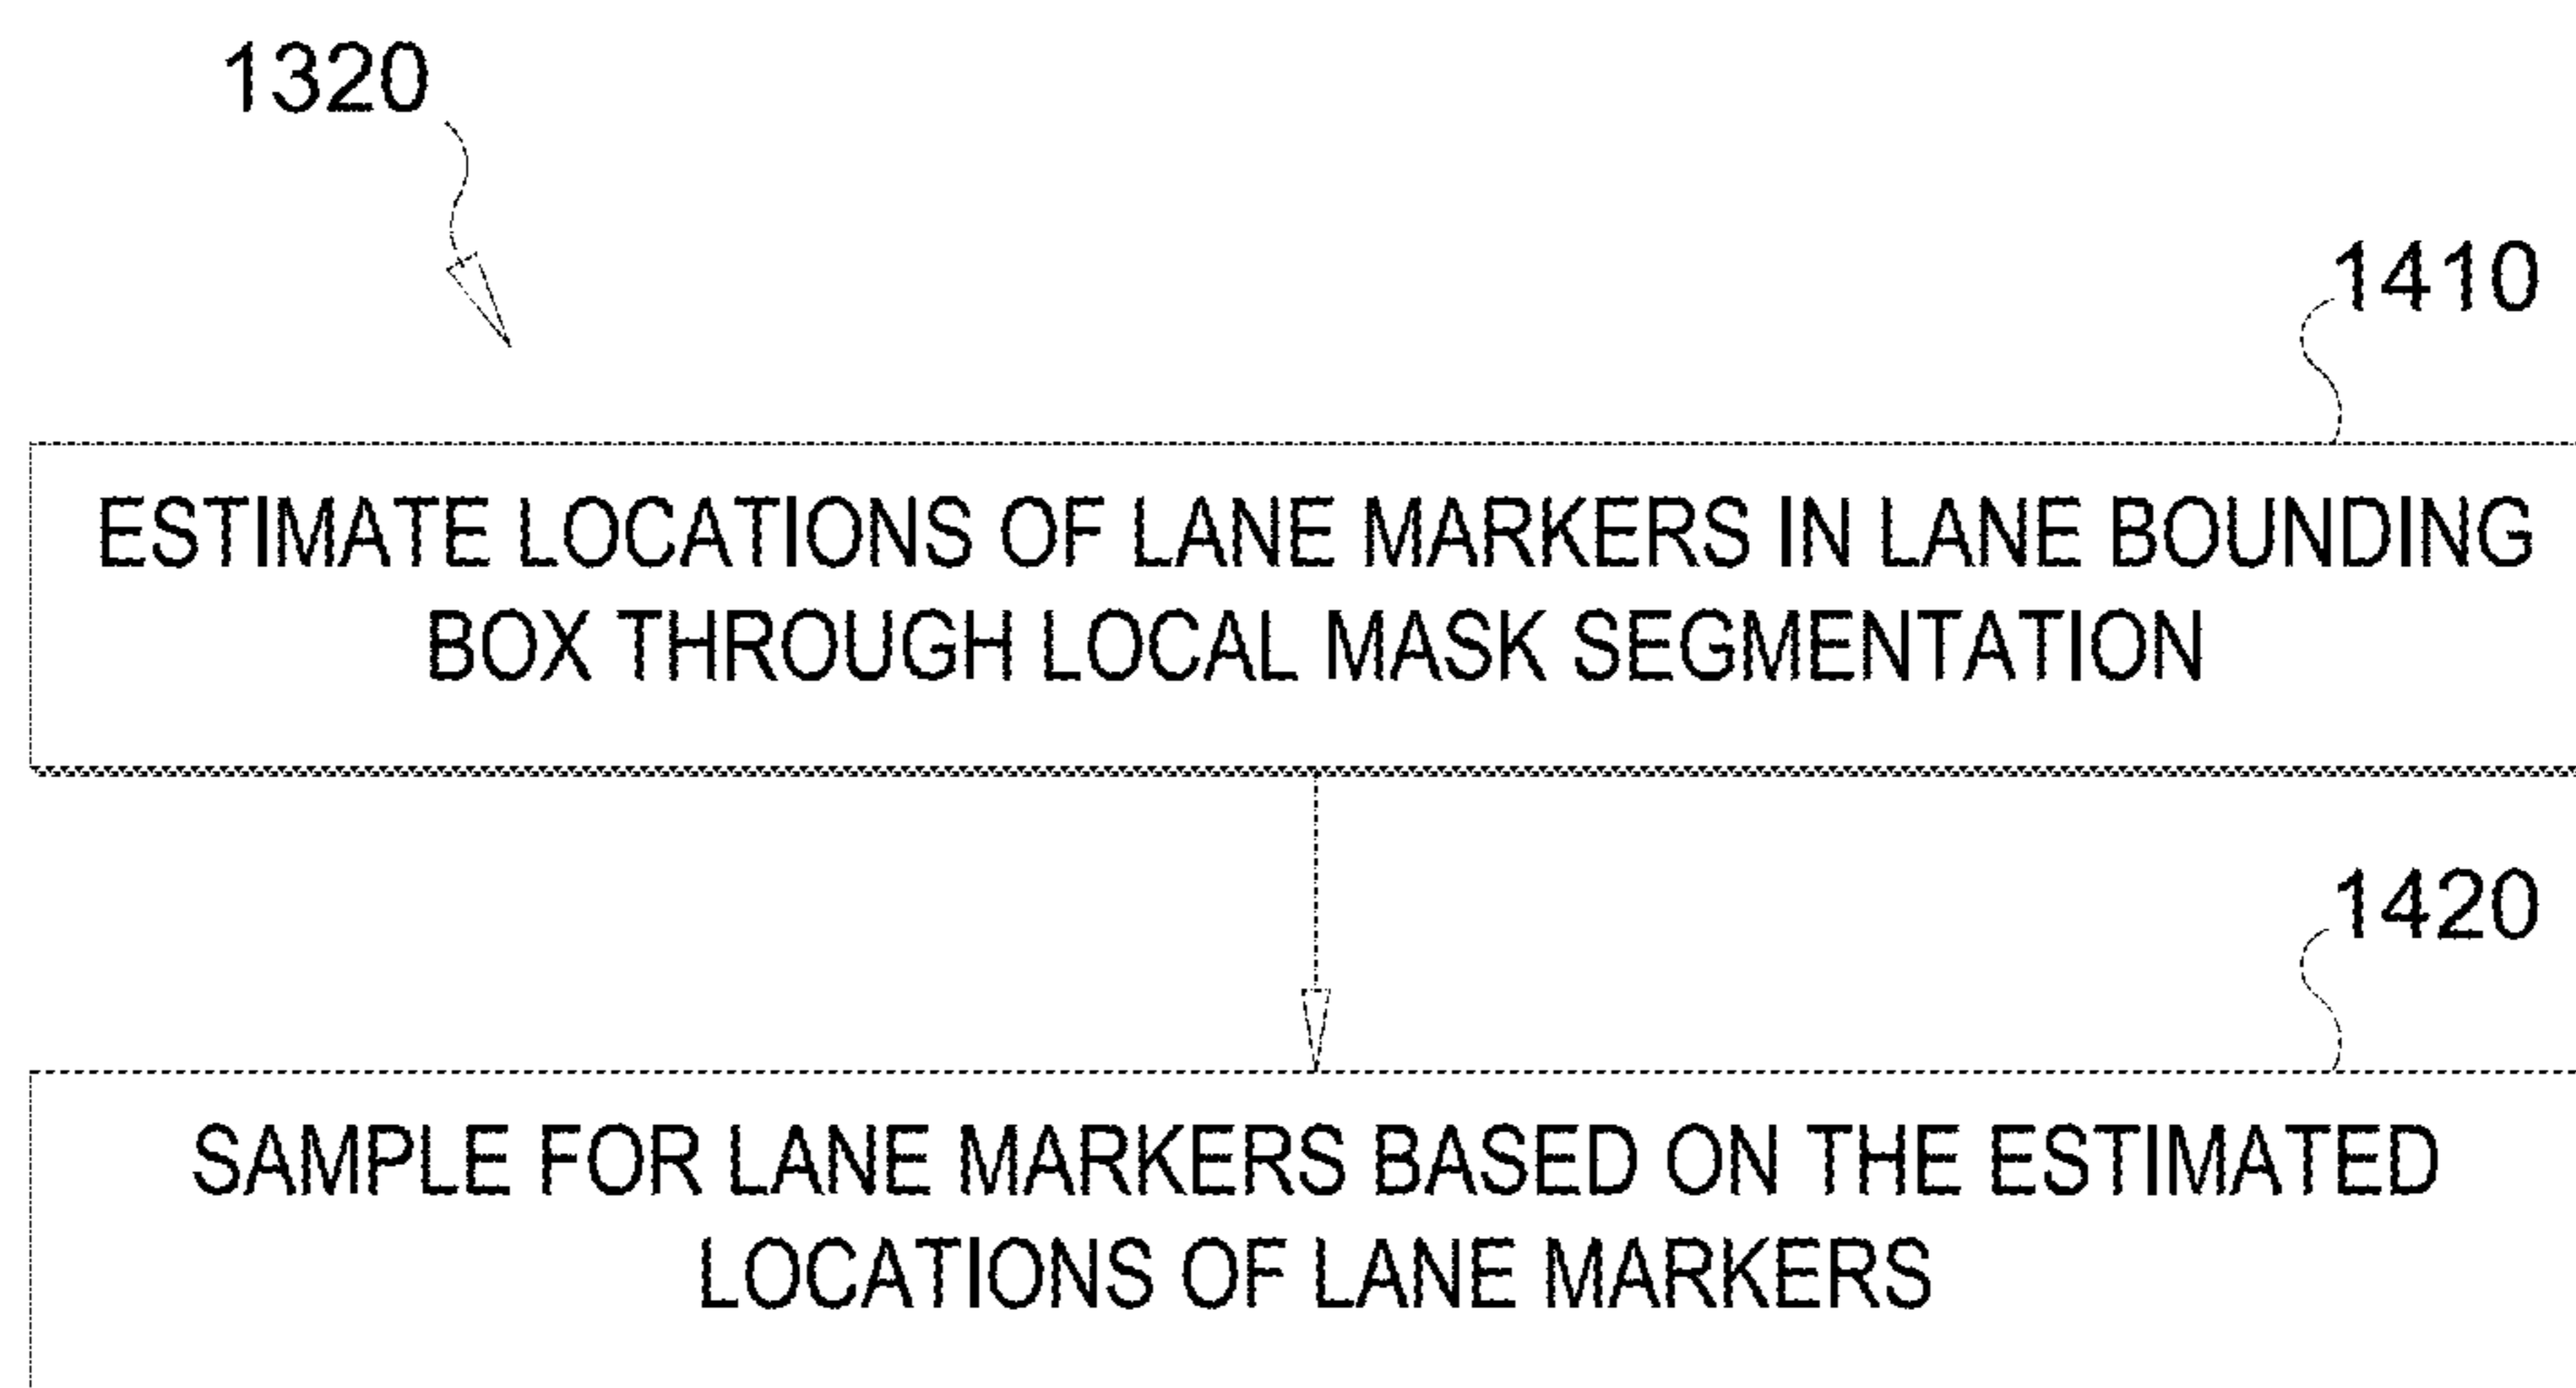 1320
1410
ESTIMATE LOCATIONS OF LANE MARKERS IN LANE BOUNDING
BOX THROUGH LOCAL MASK SEGMENTATION
1420
SAMPLE FOR LANE MARKERS BASED ON THE ESTIMATED
LOCATIONS OF LANE MARKERS